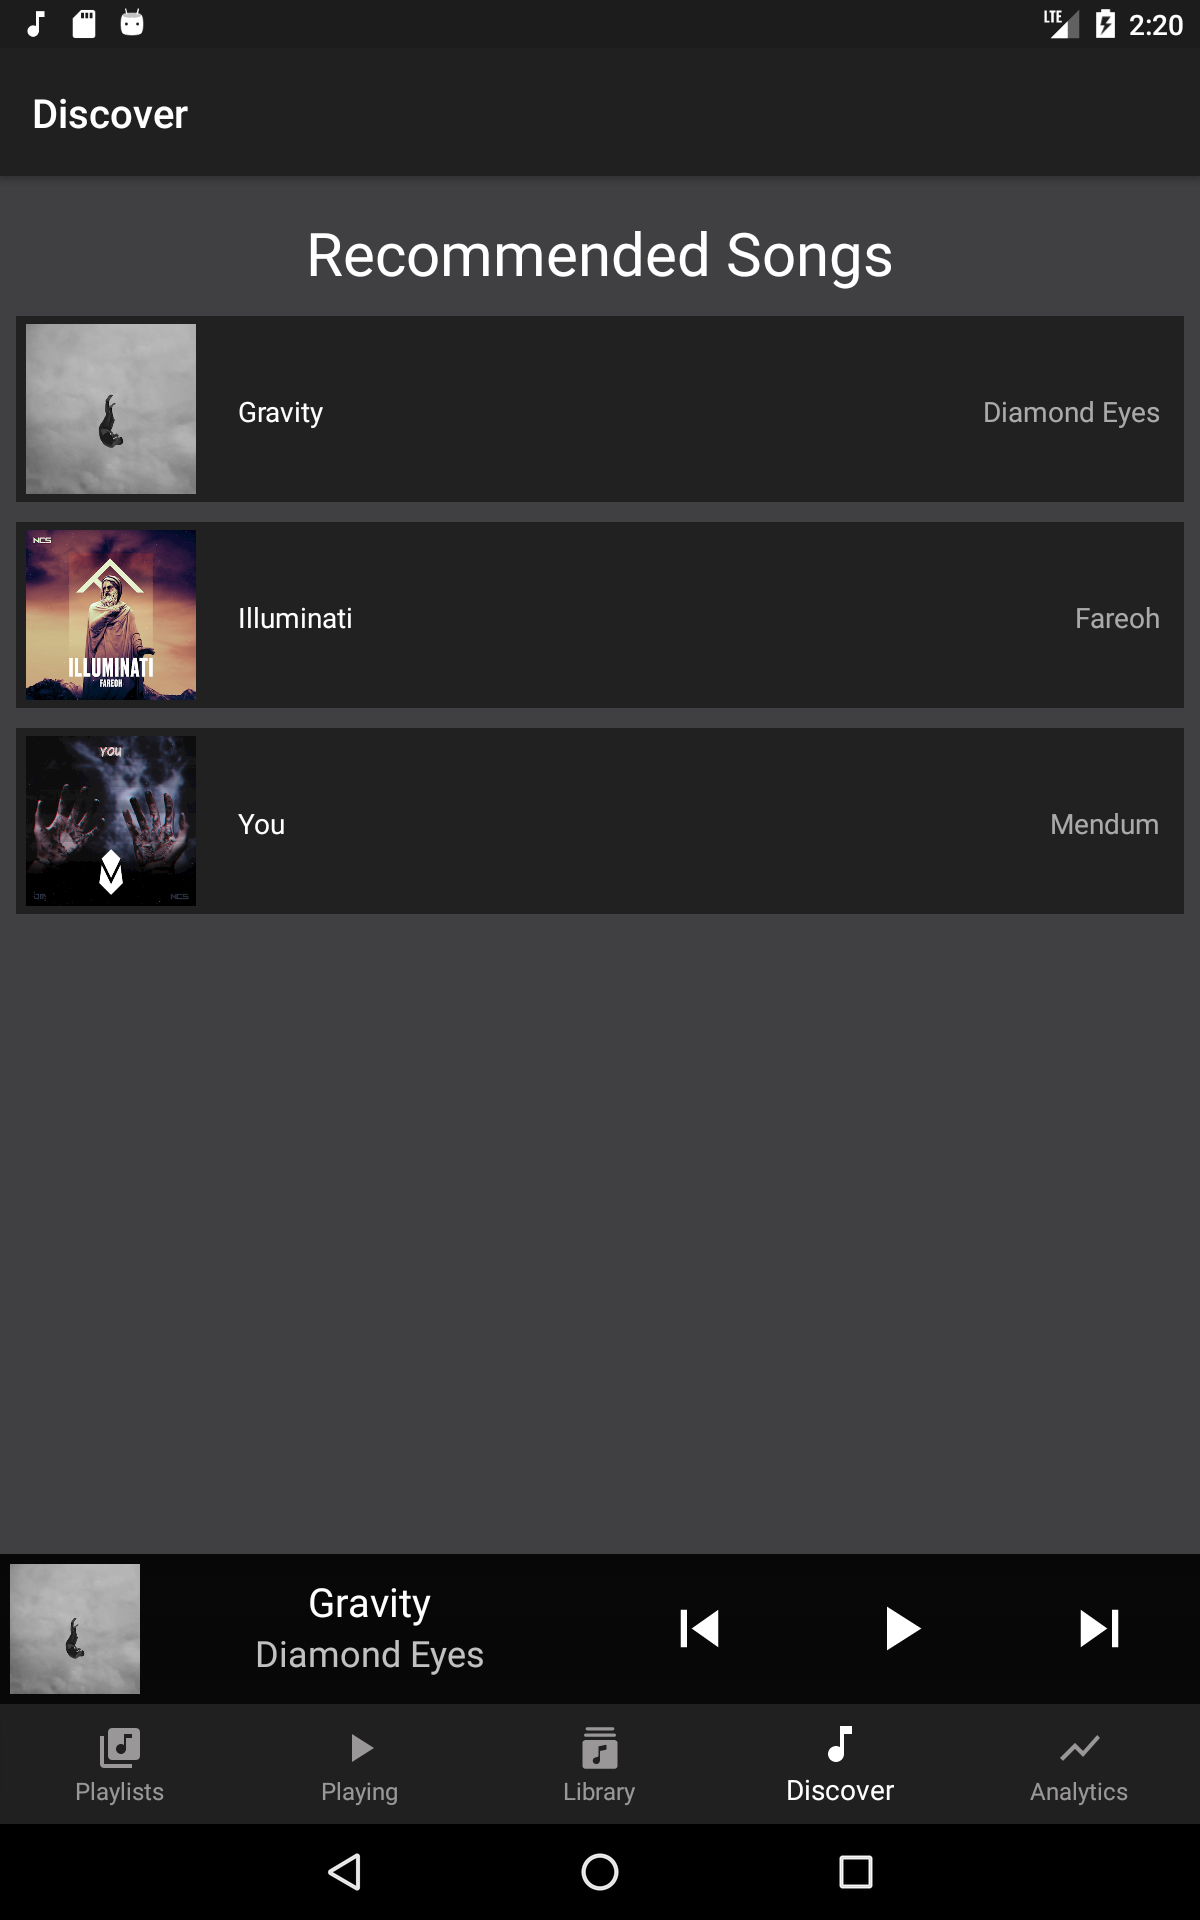 LTE 2:20
Discover
Recommended Songs
Gravity Diamond Eyes
NCS
ILLUMINATI
FAREOH
Illuminati Fareoh
YOU
NCS
You Mendum
Gravity
Diamond Eyes
Playlists Playing Library Discover Analytics